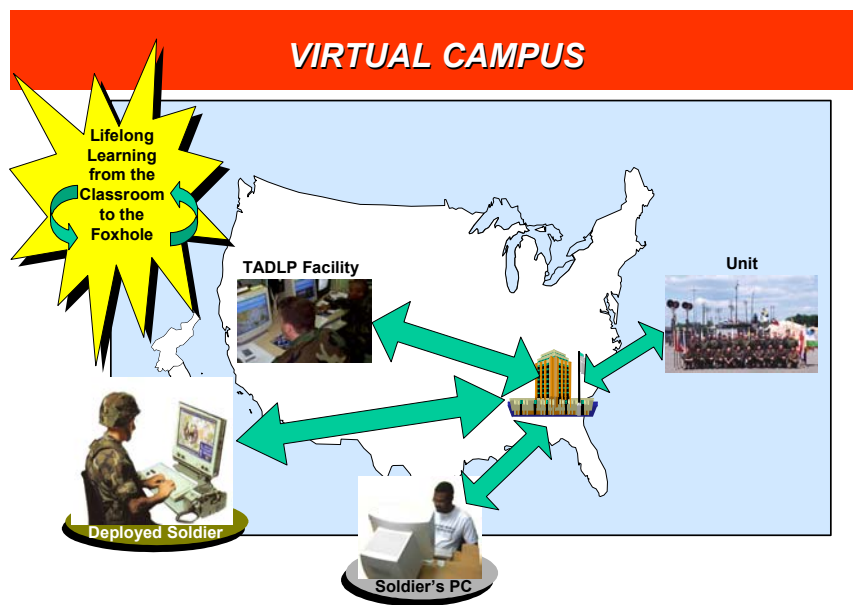 VIRTUAL CAMPUS
Lifelong
Learning
from the
Classroom
to the
Foxhole
TADLP Facility
Unit
Deployed Soldier
Soldier's PC